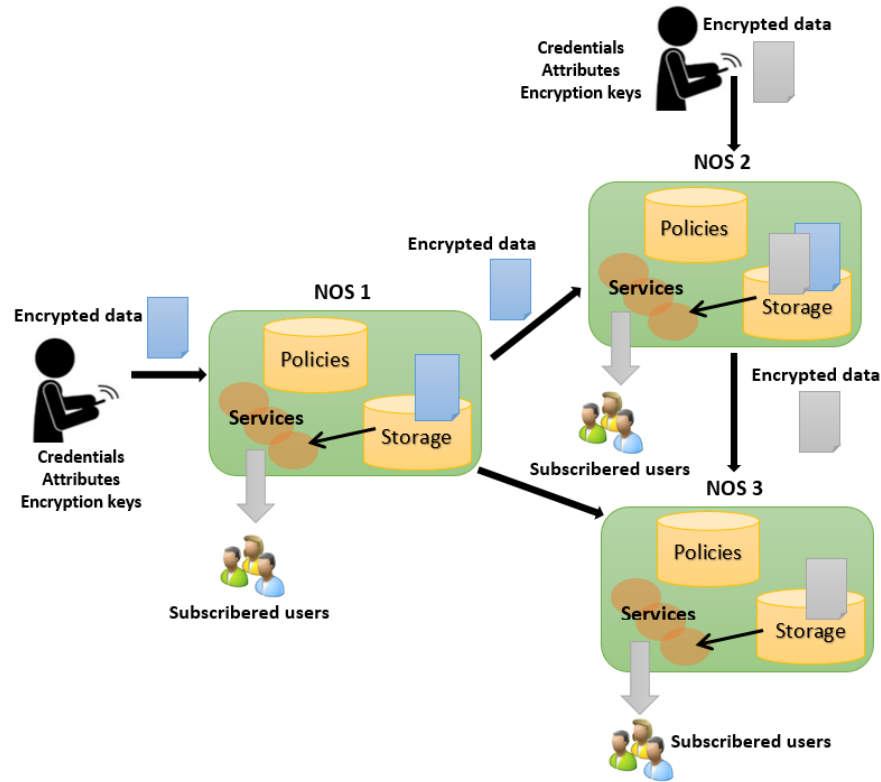 Encrypted data
Credentials
Attributes
Encryption keys
NOS 2
Policies
Services
Storage
Subscribered users
Encrypted data
NOS 1
Encrypted data
Policies
Services
Storage
Credentials
Attributes
Encryption keys
Subscribered users
Encrypted data
NOS 3
Policies
Services
Storage
Subscribered users